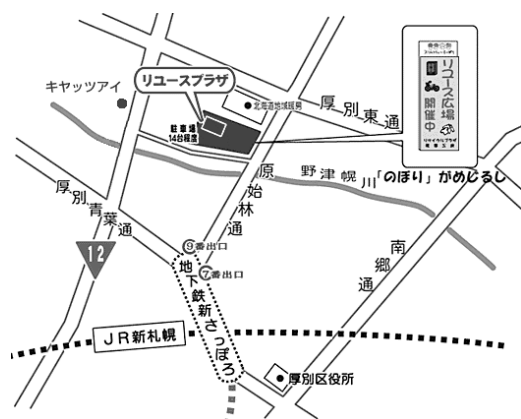 キャッツアイ
リユースプラザ
北海道地域暖房
駐車場
14台程度
厚別東通
リユース広場
開催中
野津幌川
「のぼり」がめじるし
厚別青葉通
原始林通
12
⑨番出口
⑦番出口
地下鉄新さっぽろ
南郷通
JR新札幌
厚別区役所